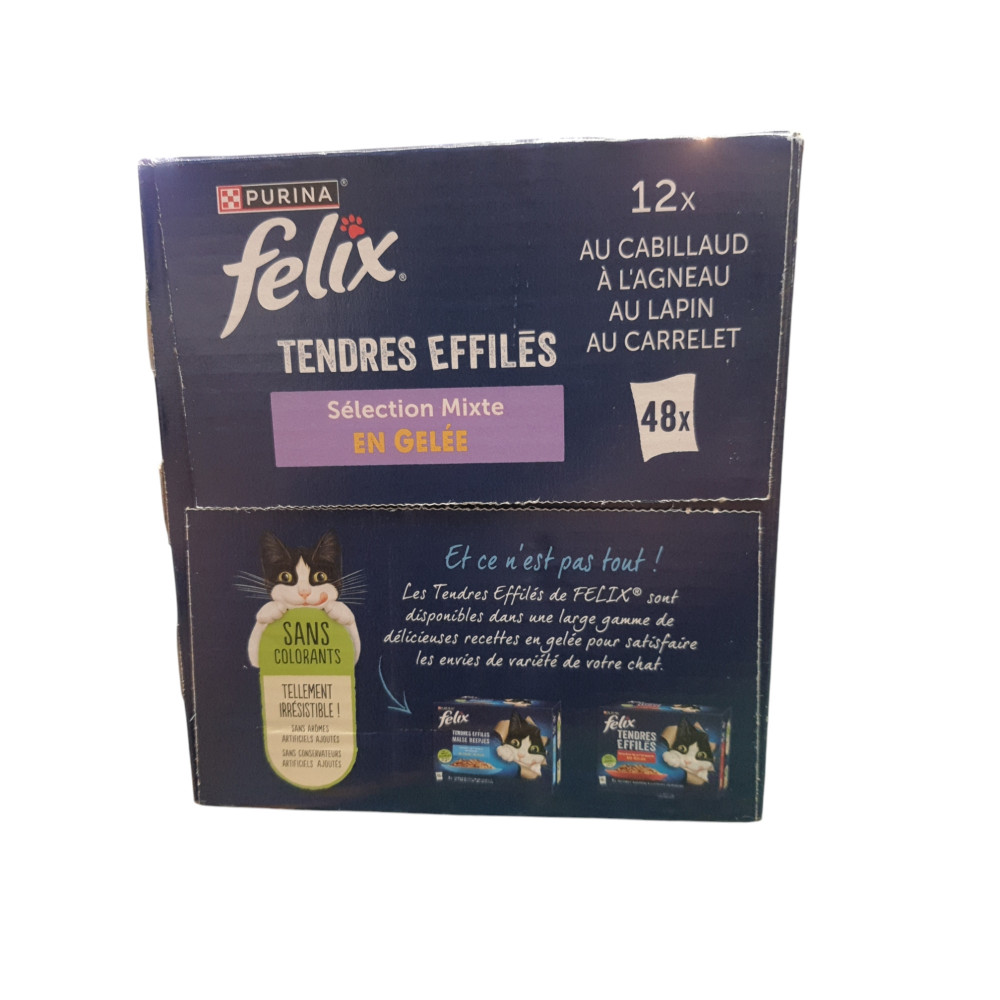 PURINA®
felix®
TENDRES EFFILÉS
Sélection Mixte
EN GELÉE
12x
AU CABILLAUD
À L'AGNEAU
AU LAPIN
AU CARRELET
48x
Et ce n'est pas tout !
Les Tendres Effilés de FELIX® sont
disponibles dans une large gamme de
délicieuses recettes en gelée pour satisfaire
les envies de variété de votre chat.
SANS
COLORANTS
TELLEMENT
IRRÉSISTIBLE !
SANS ARÔMES
ARTIFICIELS AJOUTÉS
SANS CONSERVATEURS
ARTIFICIELS AJOUTÉS
felix
TENDRES EFFILÉS
felix
TENDRES
EFFILÉS